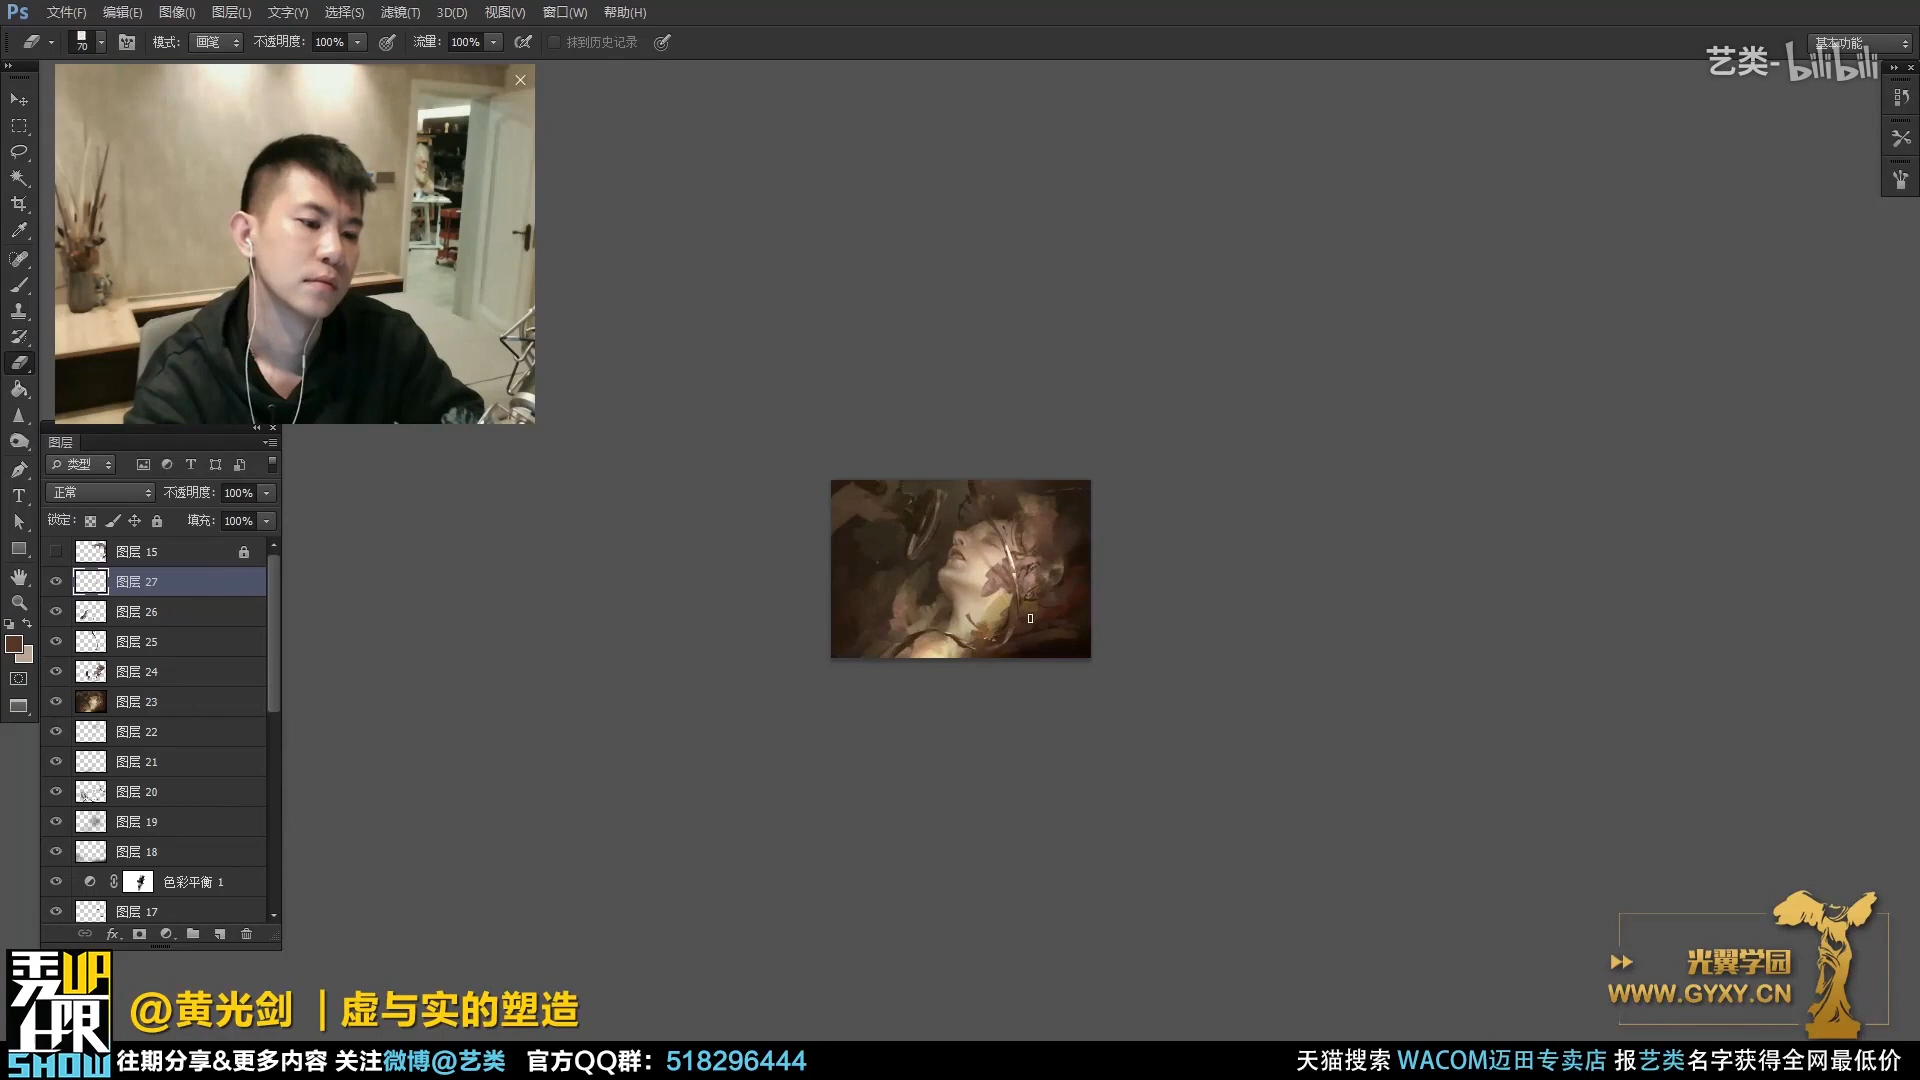 Ps 文件(F) 编辑(E) 图像(I) 图层(L) 文字(Y) 选择(S) 滤镜(T) 3D(D) 视图(V) 窗口(W) 帮助(H)
70 模式: 画笔 不透明度: 100% 流量: 100% 抹到历史记录 基本功能
艺类-bilibili
图层
类型
正常 不透明度: 100%
锁定: 填充: 100%
图层 15
图层 27
图层 26
图层 25
图层 24
图层 23
图层 22
图层 21
图层 20
图层 19
图层 18
色彩平衡 1
图层 17
fx
光翼学园
WWW.GYXY.CN
UP
SHOW
@黄光剑 | 虚与实的塑造
往期分享&更多内容 关注微博@艺类 官方QQ群: 518296444
天猫搜索 WACOM迈田专卖店 报艺类名字获得全网最低价